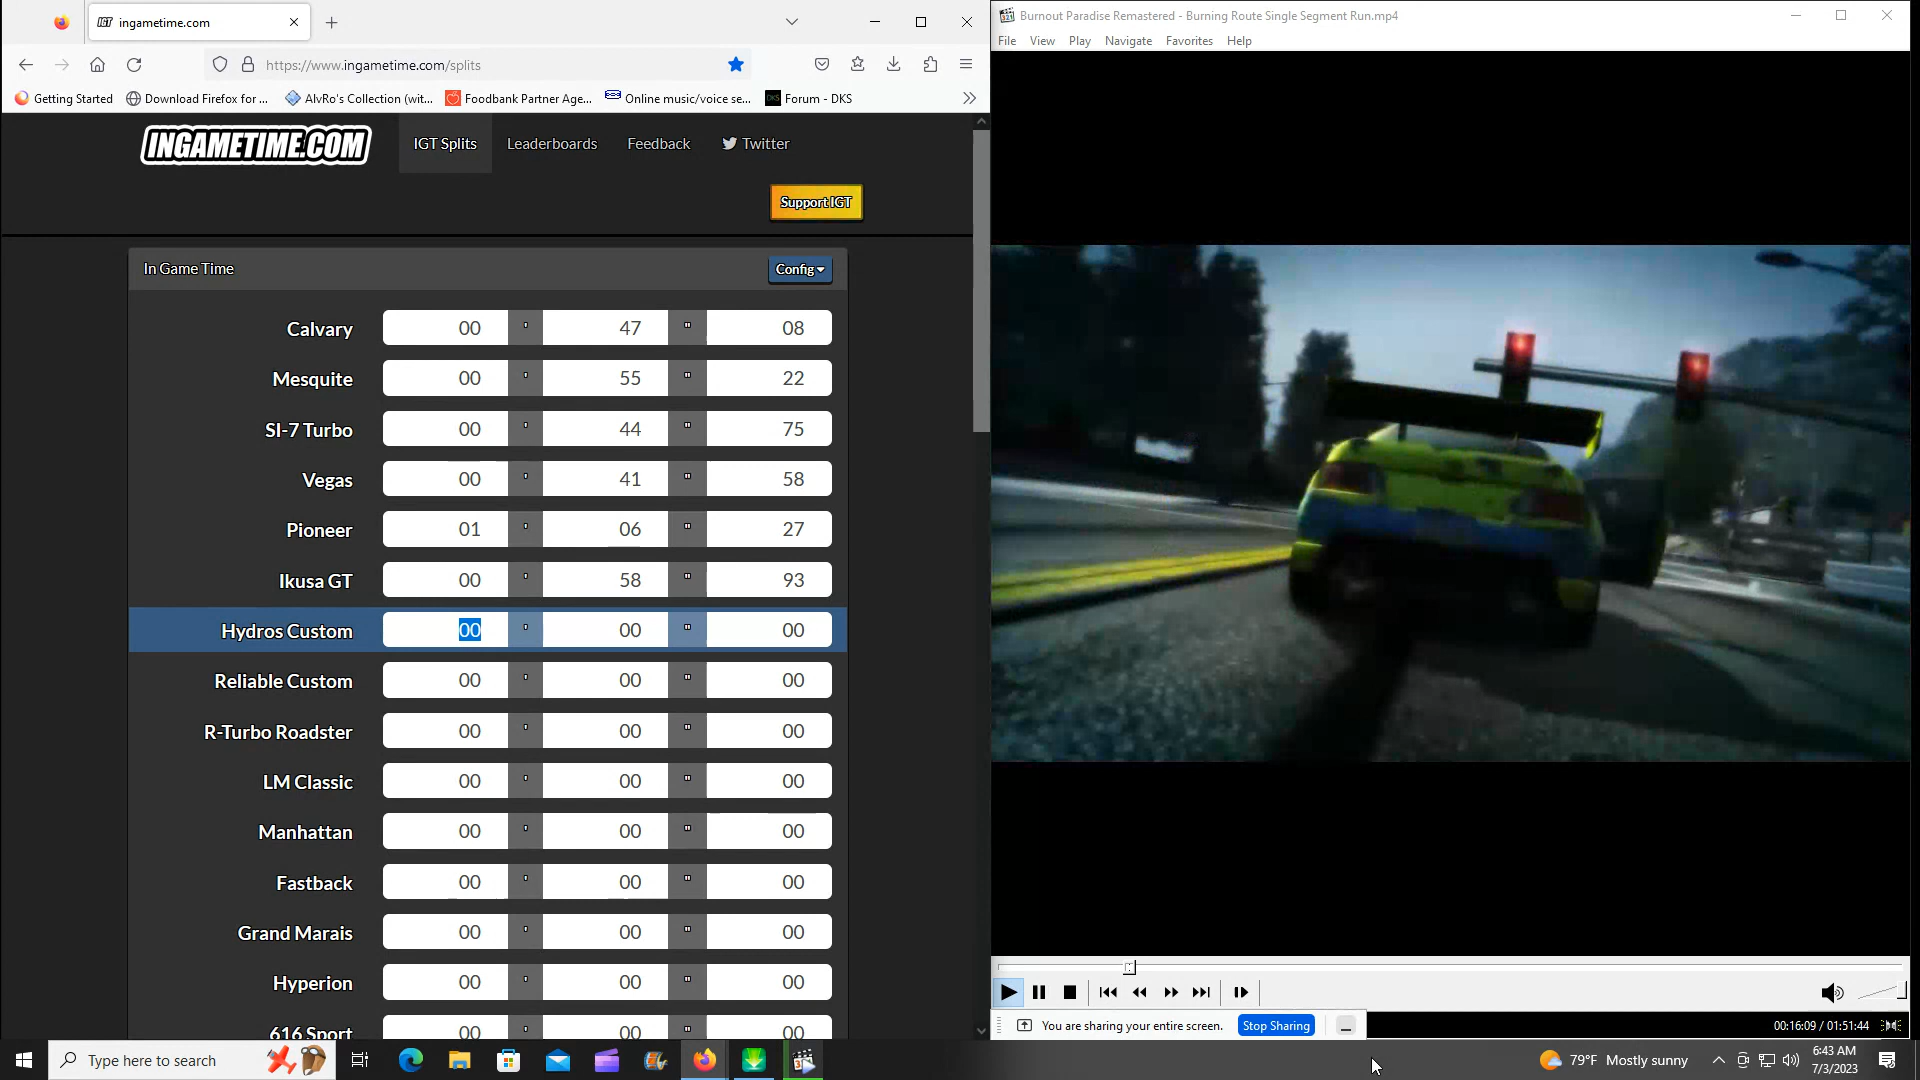 ingametime.com
https://www.ingametime.com/splits
Getting Started
Download Firefox for ...
AlvRo's Collection (wit...
Foodbank Partner Age...
Online music/voice se...
Forum - DKS
INGAMETIME.COM
IGT Splits
Leaderboards
Feedback
Twitter
Support IGT
In Game Time
Config
Calvary 00 ' 47 " 08
Mesquite 00 ' 55 " 22
SI-7 Turbo 00 ' 44 " 75
Vegas 00 ' 41 " 58
Pioneer 01 ' 06 " 27
Ikusa GT 00 ' 58 " 93
Hydros Custom 00 ' 00 " 00
Reliable Custom 00 ' 00 " 00
R-Turbo Roadster 00 ' 00 " 00
LM Classic 00 ' 00 " 00
Manhattan 00 ' 00 " 00
Fastback 00 ' 00 " 00
Grand Marais 00 ' 00 " 00
Hyperion 00 ' 00 " 00
616 Sport 00 ' 00 " 00
Burnout Paradise Remastered - Burning Route Single Segment Run.mp4
File View Play Navigate Favorites Help
You are sharing your entire screen. Stop Sharing
00:16:09 / 01:51:44
Type here to search
79°F Mostly sunny
6:43 AM
7/3/2023